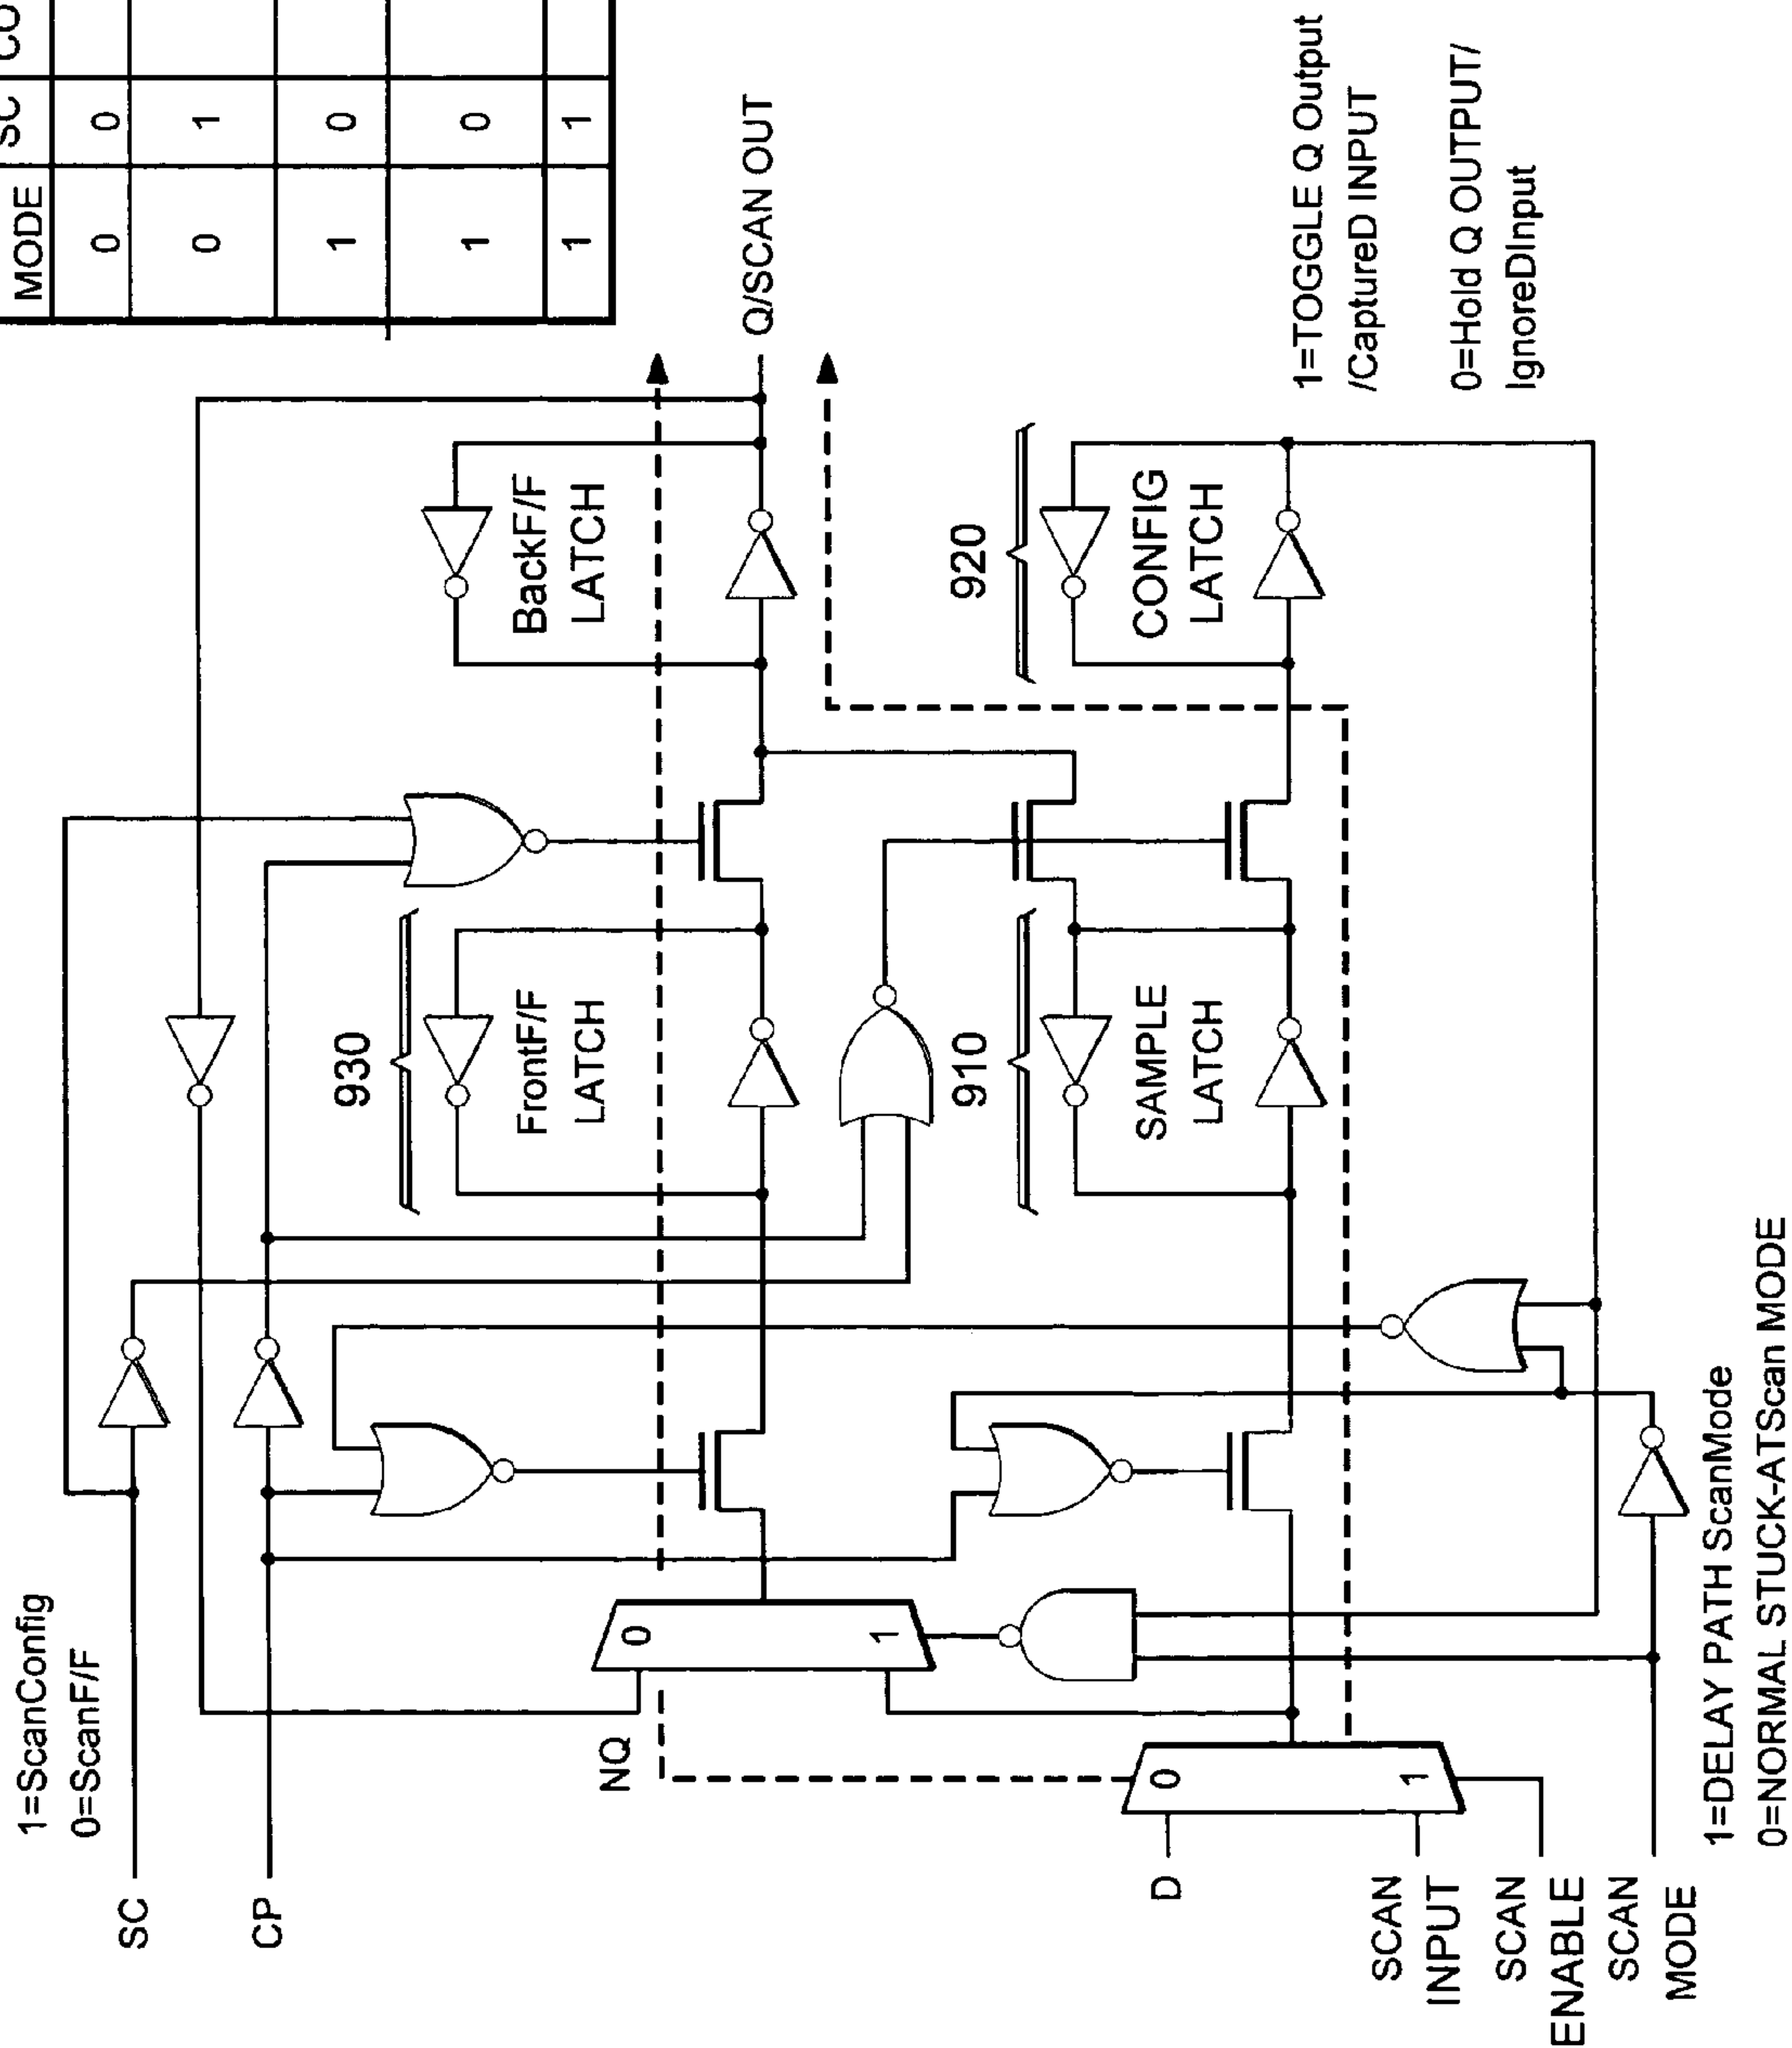 MODE SC
0 0
0 1
1 0
1 0
1 1
1=ScanConfig
0=ScanF/F
SC
CP
930
FrontF/F
LATCH
BackF/F
LATCH
Q/SCAN OUT
NQ
0
1
910
SAMPLE
LATCH
920
CONFIG
LATCH
1=TOGGLE Q Output
/CaptureD INPUT
0=Hold Q OUTPUT/
IgnoreDInput
D
0
1
SCAN
INPUT
SCAN
ENABLE
SCAN
MODE
1=DELAY PATH ScanMode
0=NORMAL STUCK-ATScan MODE